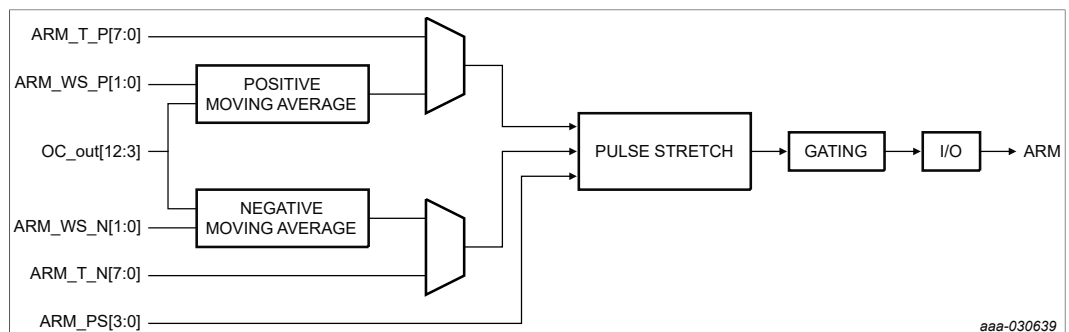 ARM_T_P[7:0]
ARM_WS_P[1:0]
POSITIVE
MOVING AVERAGE
OC_out[12:3]
PULSE STRETCH
GATING
I/O
ARM
NEGATIVE
MOVING AVERAGE
ARM_WS_N[1:0]
ARM_T_N[7:0]
ARM_PS[3:0]
aaa-030639